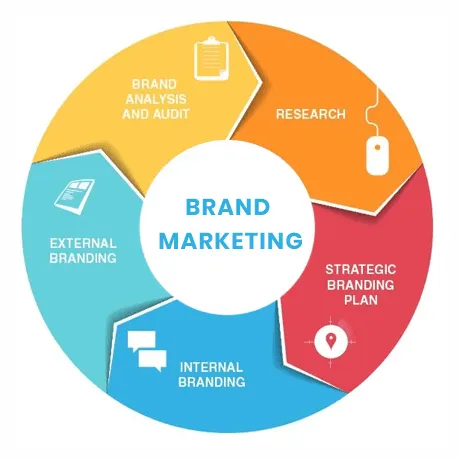 BRAND
ANALYSIS
AND AUDIT
RESEARCH
BRAND
MARKETING
EXTERNAL
BRANDING
STRATEGIC
BRANDING
PLAN
INTERNAL
BRANDING